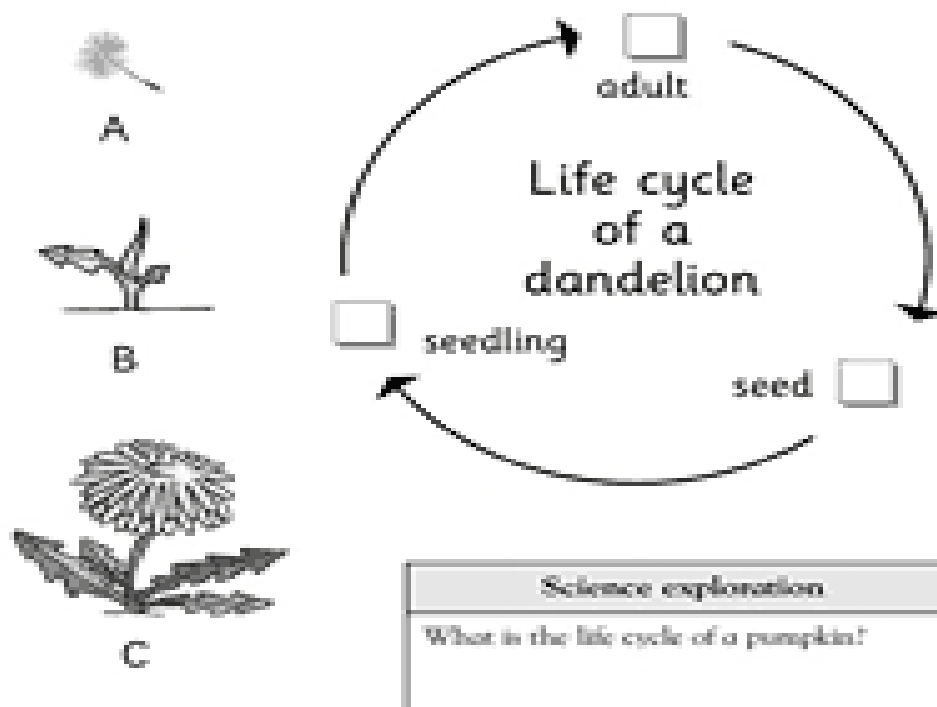 A
B
C
adult
Life cycle
of a
dandelion
seedling
seed
Science exploration
What is the life cycle of a pumpkin?